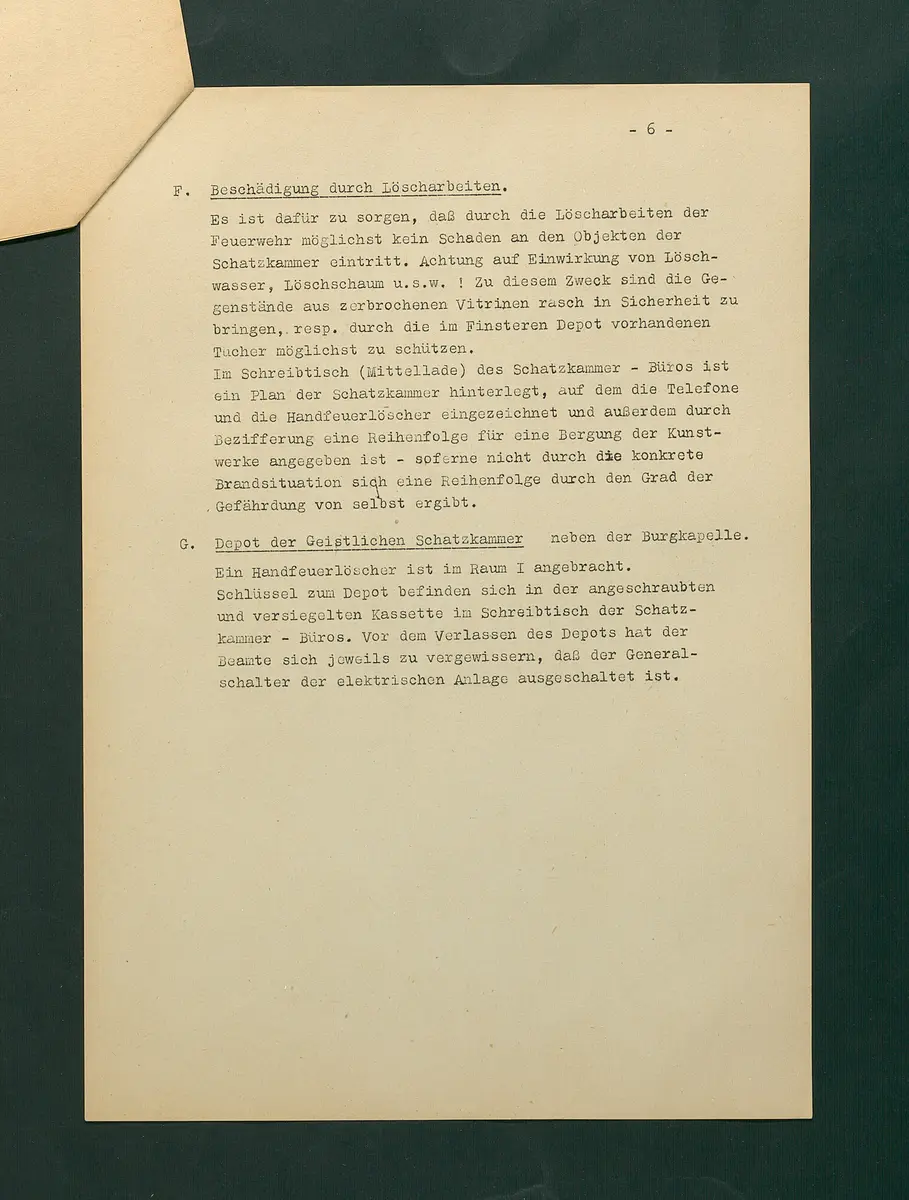 - 6 -
F. Beschädigung durch Löscharbeiten.
Es ist dafür zu sorgen, daß durch die Löscharbeiten der
Feuerwehr möglichst kein Schaden an den Objekten der
Schatzkammer eintritt. Achtung auf Einwirkung von Lösch-
wasser, Löschschaum u.s.w. ! Zu diesem Zweck sind die Ge-
genstände aus zerbrochenen Vitrinen rasch in Sicherheit zu
bringen, resp. durch die im Finsteren Depot vorhandenen
Tücher möglichst zu schützen.
Im Schreibtisch (Mittellade) des Schatzkammer - Büros ist
ein Plan der Schatzkammer hinterlegt, auf dem die Telefone
und die Handfeuerlöscher eingezeichnet und außerdem durch
Bezifferung eine Reihenfolge für eine Bergung der Kunst-
werke angegeben ist - soferne nicht durch die konkrete
Brandsituation sich eine Reihenfolge durch den Grad der
Gefährdung von selbst ergibt.
G. Depot der Geistlichen Schatzkammer neben der Burgkapelle.
Ein Handfeuerlöscher ist im Raum I angebracht.
Schlüssel zum Depot befinden sich in der angeschraubten
und versiegelten Kassette im Schreibtisch der Schatz-
kammer - Büros. Vor dem Verlassen des Depots hat der
Beamte sich jeweils zu vergewissern, daß der General-
schalter der elektrischen Anlage ausgeschaltet ist.